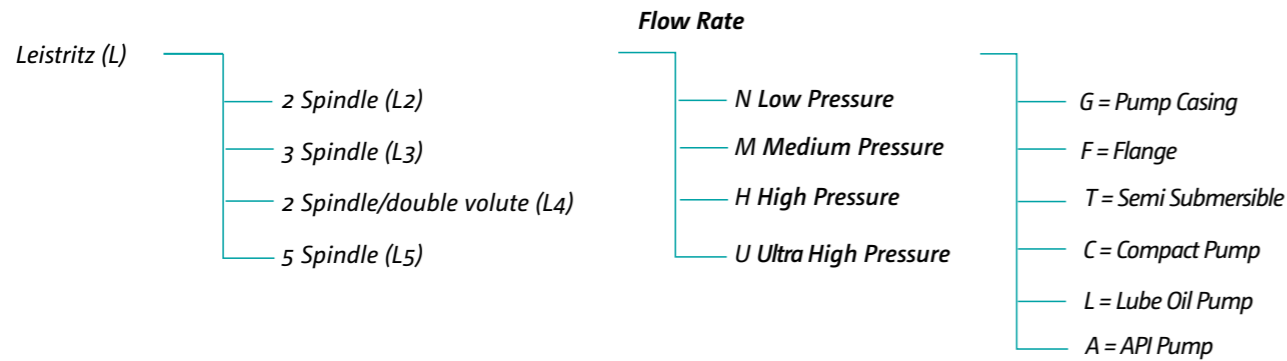 Flow Rate
Leistritz (L)
2 Spindle (L2)
3 Spindle (L3)
2 Spindle/double volute (L4)
5 Spindle (L5)
N Low Pressure
M Medium Pressure
H High Pressure
U Ultra High Pressure
G = Pump Casing
F = Flange
T = Semi Submersible
C = Compact Pump
L = Lube Oil Pump
A = API Pump